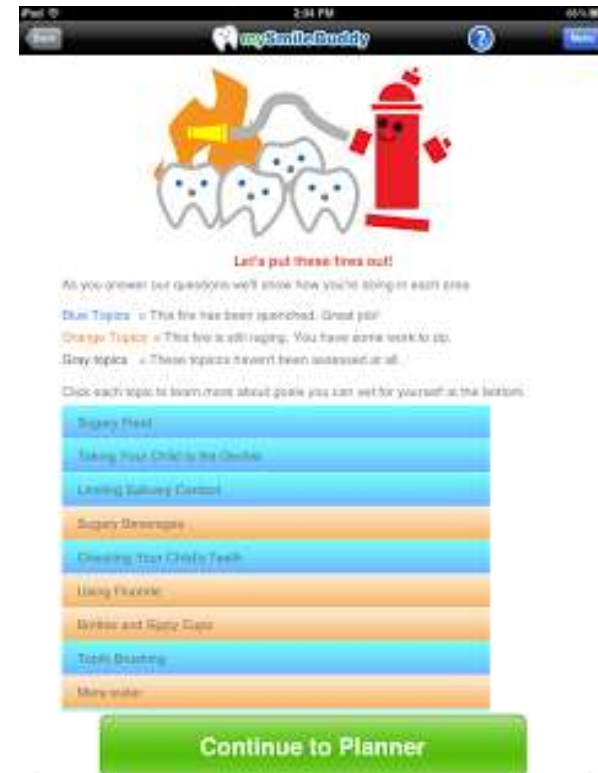 iPod 2:34 PM 66%
Back mySmileBuddy ? Menu
Let's put these fires out!
As you answer our questions we'll show how you're doing in each area
Blue Topics = This fire has been quenched. Great job!
Orange Topics = This fire is still raging. You have some work to do.
Gray topics = These topics haven't been assessed at all.
Click each topic to learn more about goals you can set for yourself at the bottom.
Sugary Food
Taking Your Child to the Dentist
Limiting Salivary Contact
Sugary Beverages
Checking Your Child's Teeth
Using Fluoride
Bottles and Sippy Cups
Tooth Brushing
More water
Continue to Planner